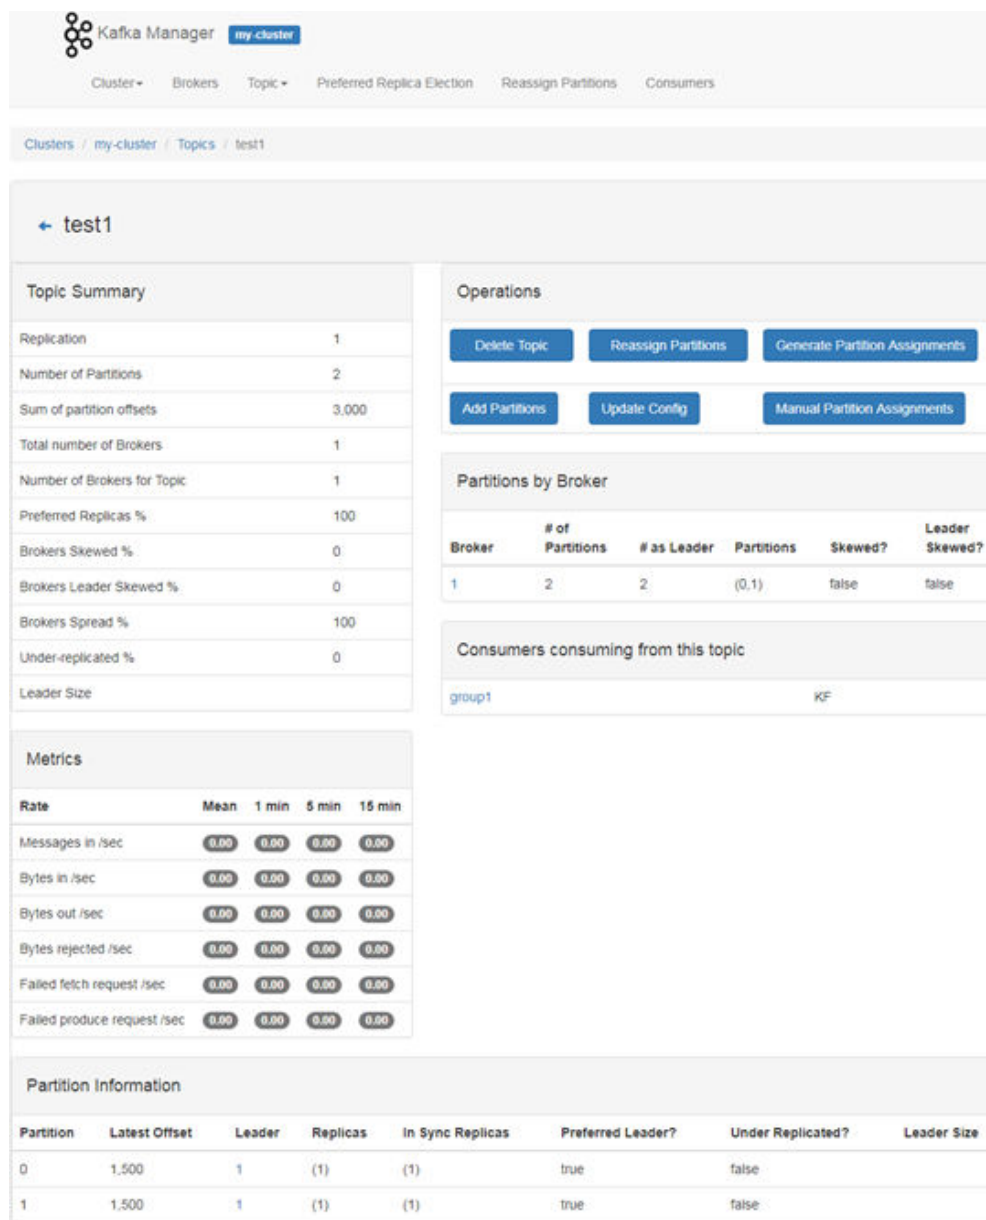 Kafka Manager my-cluster
Cluster Brokers Topic Preferred Replica Election Reassign Partitions Consumers
Clusters / my-cluster / Topics / test1
← test1
Topic Summary
Replication 1
Number of Partitions 2
Sum of partition offsets 3,000
Total number of Brokers 1
Number of Brokers for Topic 1
Preferred Replicas % 100
Brokers Skewed % 0
Brokers Leader Skewed % 0
Brokers Spread % 100
Under-replicated % 0
Leader Size
Operations
Delete Topic Reassign Partitions Generate Partition Assignments
Add Partitions Update Config Manual Partition Assignments
Partitions by Broker
Broker # of Partitions # as Leader Partitions Skewed? Leader Skewed?
1 2 2 (0,1) false false
Consumers consuming from this topic
group1 KF
Metrics
Rate Mean 1 min 5 min 15 min
Messages in /sec 0.00 0.00 0.00 0.00
Bytes in /sec 0.00 0.00 0.00 0.00
Bytes out /sec 0.00 0.00 0.00 0.00
Bytes rejected /sec 0.00 0.00 0.00 0.00
Failed fetch request /sec 0.00 0.00 0.00 0.00
Failed produce request /sec 0.00 0.00 0.00 0.00
Partition Information
Partition Latest Offset Leader Replicas In Sync Replicas Preferred Leader? Under Replicated? Leader Size
0 1,500 1 (1) (1) true false
1 1,500 1 (1) (1) true false